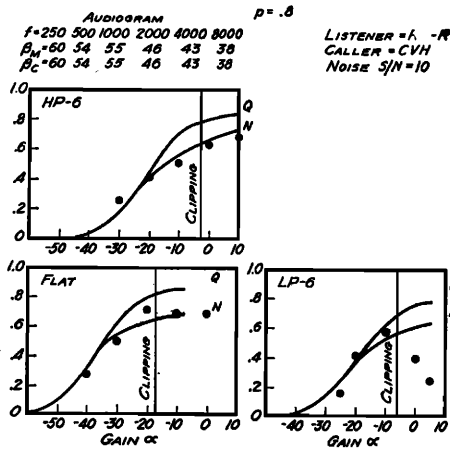 AUDIOGRAM
p= .8
f=250 500 1000 2000 4000 8000
βM=60 54 55 46 43 38
βC=60 54 55 46 43 38
LISTENER =
CALLER = CVH
NOISE S/N=10
HP-6
Q
N
CLIPPING
1.0
.8
.6
.4
.2
0
-50 -40 -30 -20 -10 0 10
FLAT
Q
N
CLIPPING
1.0
.8
.6
.4
.2
0
-50 -40 -30 -20 -10 0 10
GAIN α
LP-6
CLIPPING
1.0
.8
.6
.4
.2
0
-40 -30 -20 -10 0
GAIN α